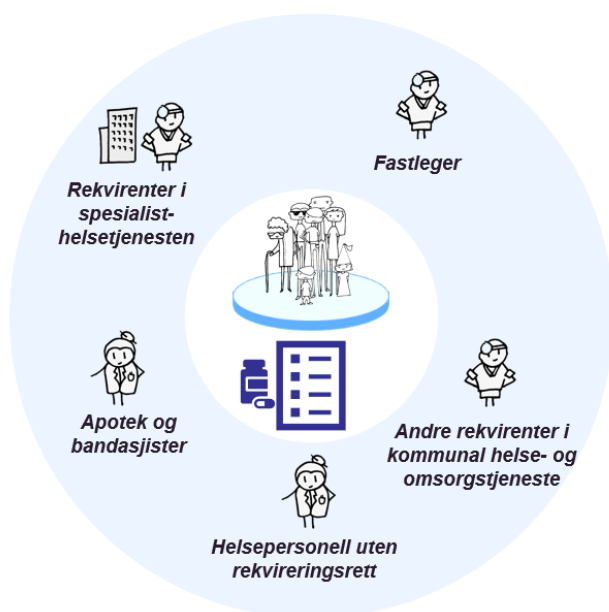 Fastleger
Rekvirenter i
spesialist-
helsetjenesten
Apotek og
bandasjister
Andre rekvirenter i
kommunal helse- og
omsorgstjeneste
Helsepersonell uten
rekvireringsrett